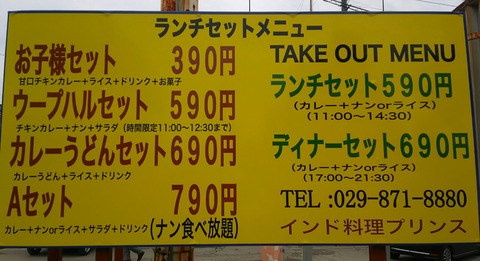 ランチセットメニュー
お子様セット 390円
甘口チキンカレー+ライス+ドリンク+お菓子
ウープハルセット 590円
チキンカレー+ナン+サラダ (時間限定11:00~12:30まで)
カレーうどんセット690円
カレーうどん+ライス+ドリンク
Aセット 790円
カレー+ナンorライス+サラダ+ドリンク (ナン食べ放題)
TAKE OUT MENU
ランチセット590円
(カレー+ナンorライス)
(11:00~14:30)
ディナーセット690円
(カレー+ナンorライス)
(17:00~21:30)
TEL:029-871-8880
インド料理プリンス